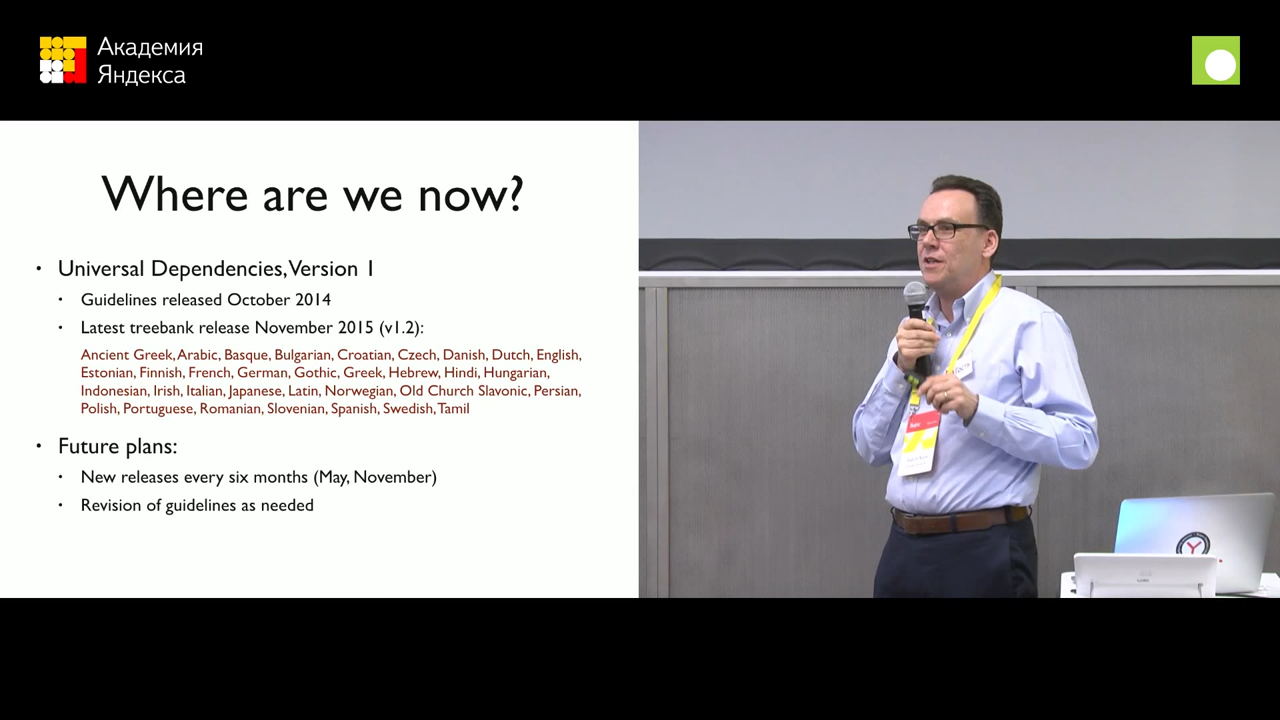 Академия
Яндекса
Where are we now?
• Universal Dependencies, Version 1
• Guidelines released October 2014
• Latest treebank release November 2015 (v1.2):
Ancient Greek, Arabic, Basque, Bulgarian, Croatian, Czech, Danish, Dutch, English,
Estonian, Finnish, French, German, Gothic, Greek, Hebrew, Hindi, Hungarian,
Indonesian, Irish, Italian, Japanese, Latin, Norwegian, Old Church Slavonic, Persian,
Polish, Portuguese, Romanian, Slovenian, Spanish, Swedish, Tamil
• Future plans:
• New releases every six months (May, November)
• Revision of guidelines as needed